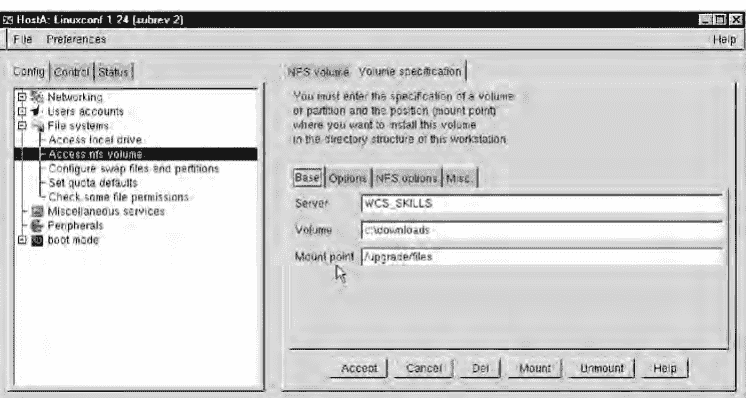 HostA: Linuxconf 1 24 (subrev 2)
File Preferences Help
Config Control Status
Networking
Users accounts
File systems
Access local drive
Access nfs volume
Configure swap files and partitions
Set quota defaults
Check some file permissions
Miscellaneous services
Peripherals
boot mode
NFS volume Volume specification
You must enter the specification of a volume
or partition and the position (mount point)
where you want to install this volume
in the directory structure of this workstation
Base Options NFS options Misc.
Server WCS_SKILLS
Volume c:\downloads
Mount point /upgrade/files
Accept Cancel Del Mount Unmount Help